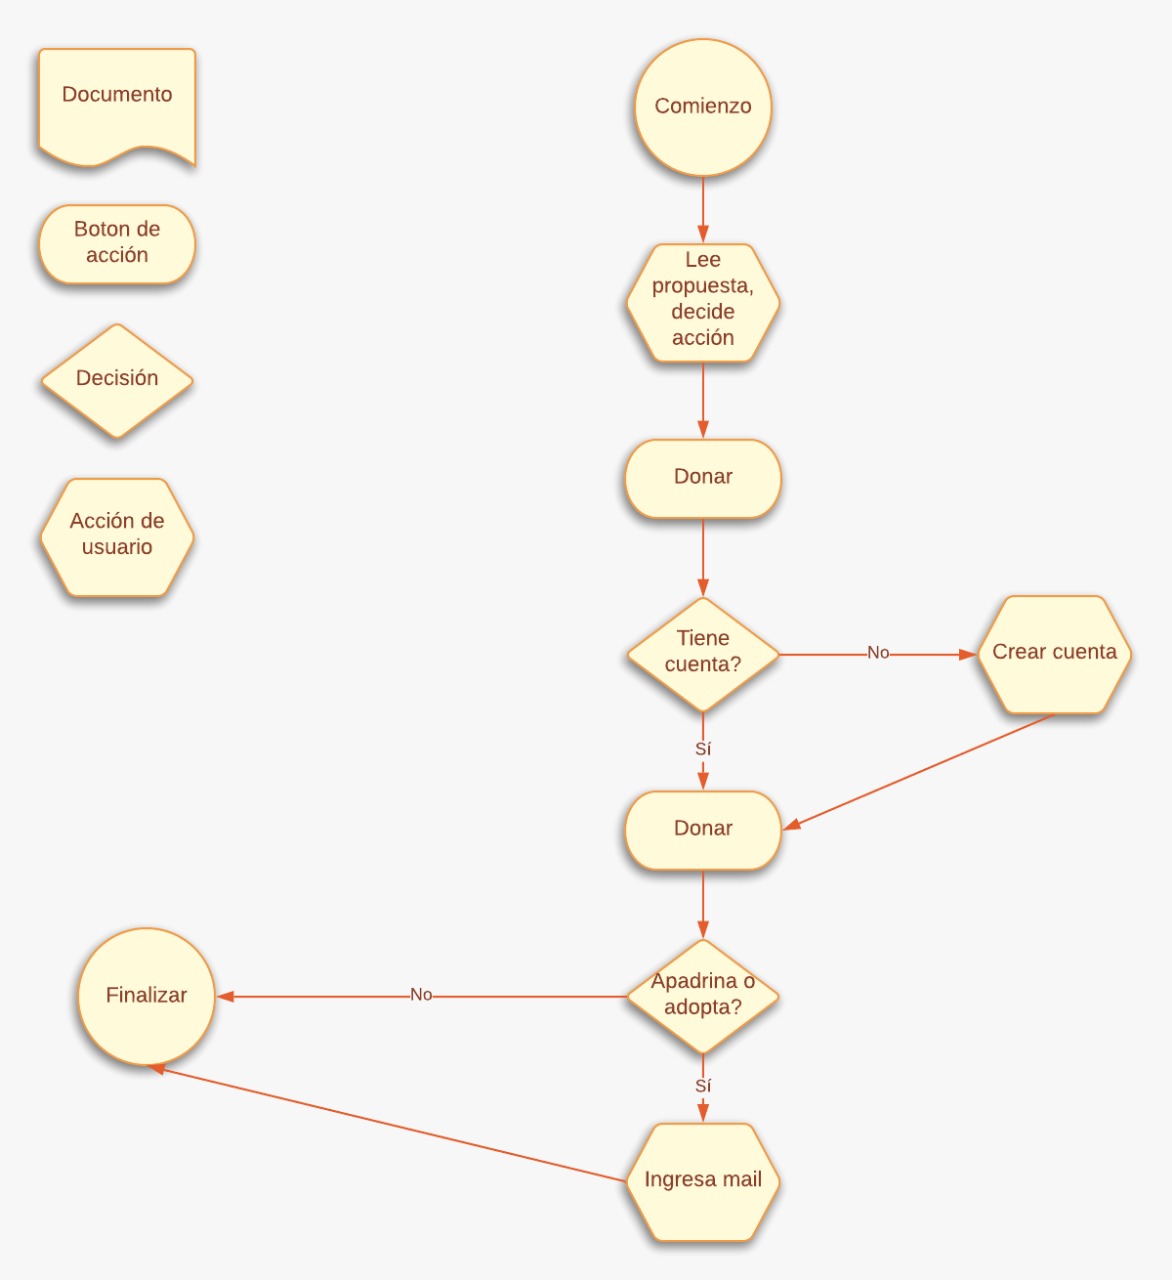 Documento
Boton de
acción
Decisión
Acción de
usuario
Comienzo
Lee
propuesta,
decide
acción
Donar
Tiene
cuenta?
No
Crear cuenta
Sí
Donar
Apadrina o
adopta?
No
Finalizar
Sí
Ingresa mail